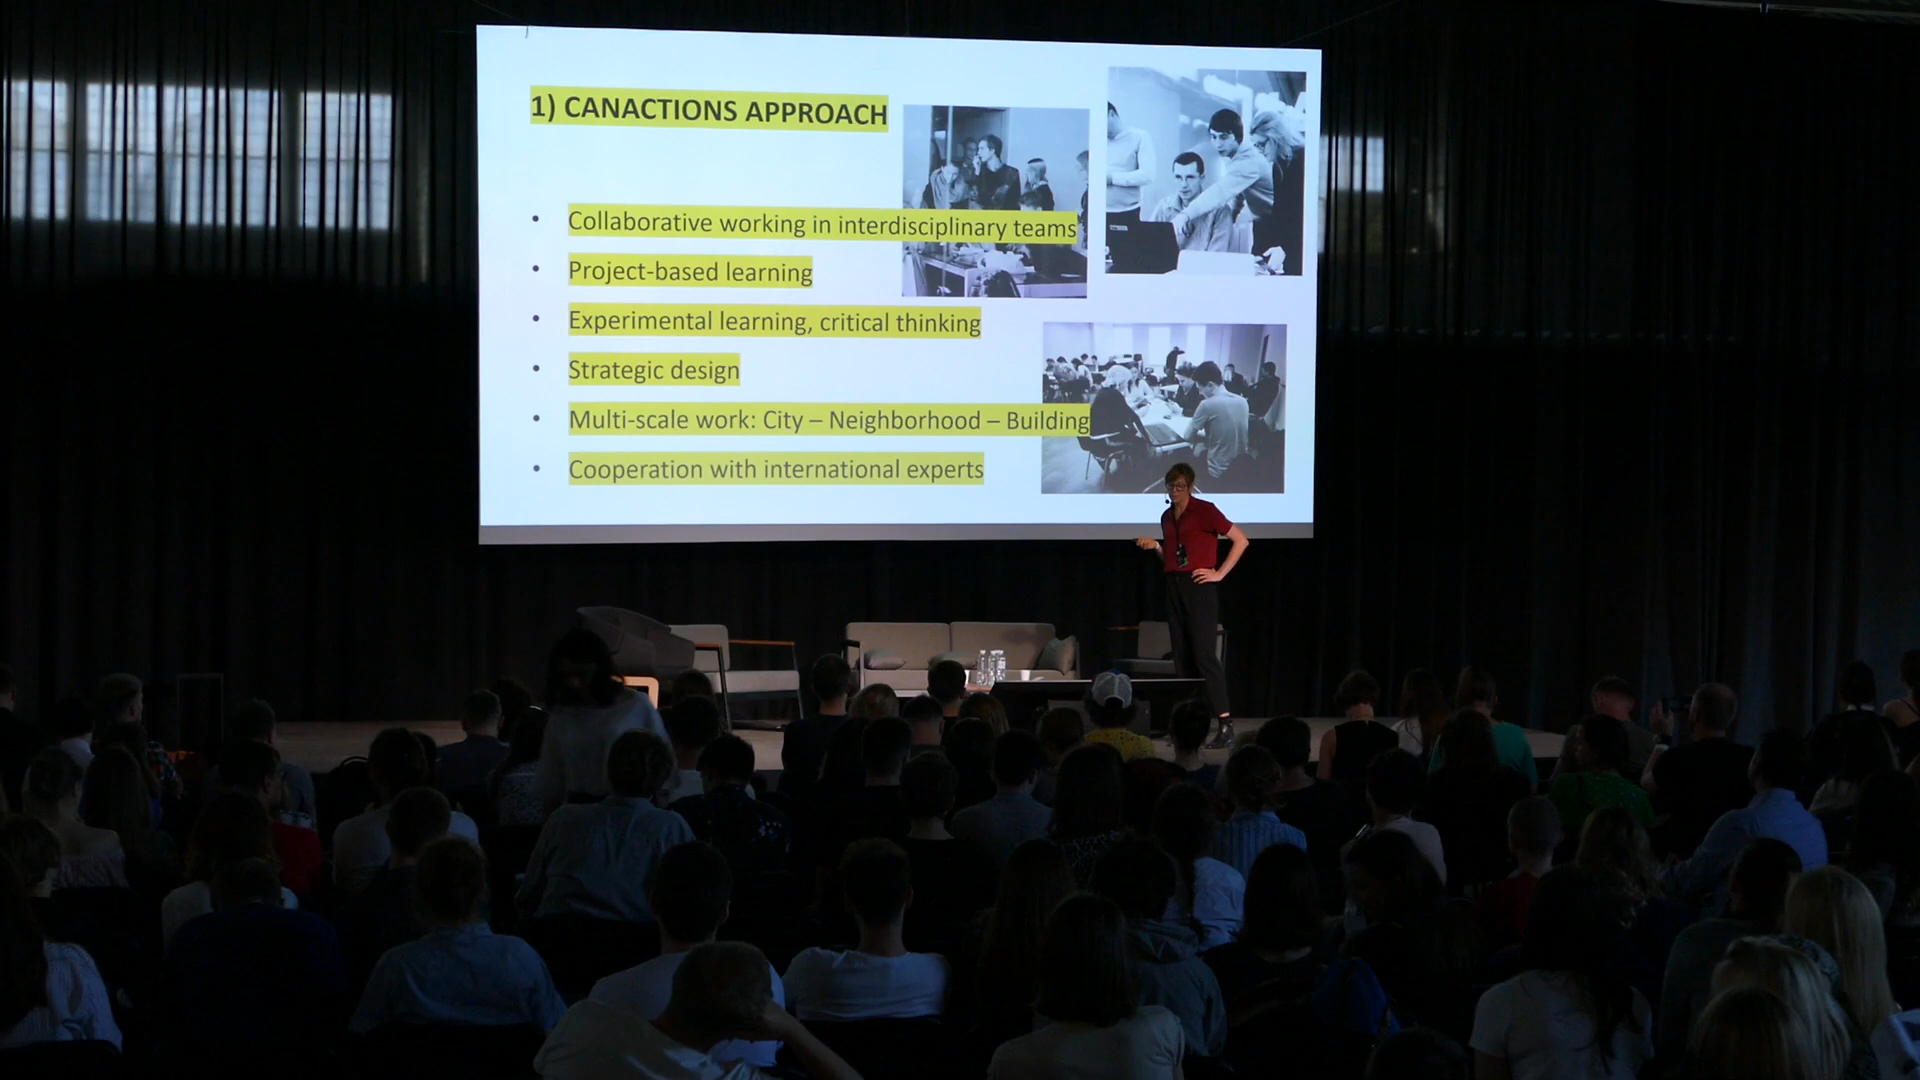 1) CANACTIONS APPROACH
• Collaborative working in interdisciplinary teams
• Project-based learning
• Experimental learning, critical thinking
• Strategic design
• Multi-scale work: City – Neighborhood – Building
• Cooperation with international experts